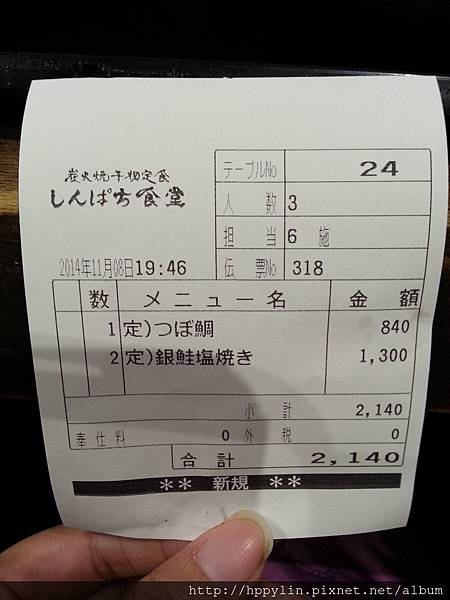 炭火焼干物定食
しんぱち食堂
テーブルNo 24
人 数 3
担 当 6 施
2014年11月08日19:46
伝 票No 318
数 メニュー名 金 額
1 定)つぼ鯛 840
2 定)銀鮭塩焼き 1,300
小 計 2,140
奉仕料 0 外 税 0
合 計 2,140
** 新規 **
http://hppylin.pixnet.net/album